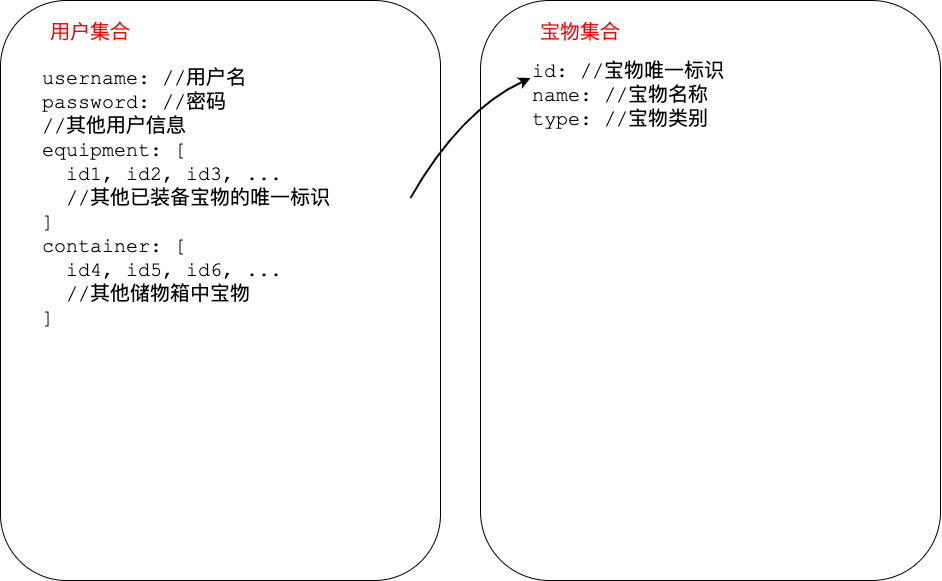 用户集合
username: //用户名
password: //密码
//其他用户信息
equipment: [
id1, id2, id3, ...
//其他已装备宝物的唯一标识
]
container: [
id4, id5, id6, ...
//其他储物箱中宝物
]
宝物集合
id: //宝物唯一标识
name: //宝物名称
type: //宝物类别